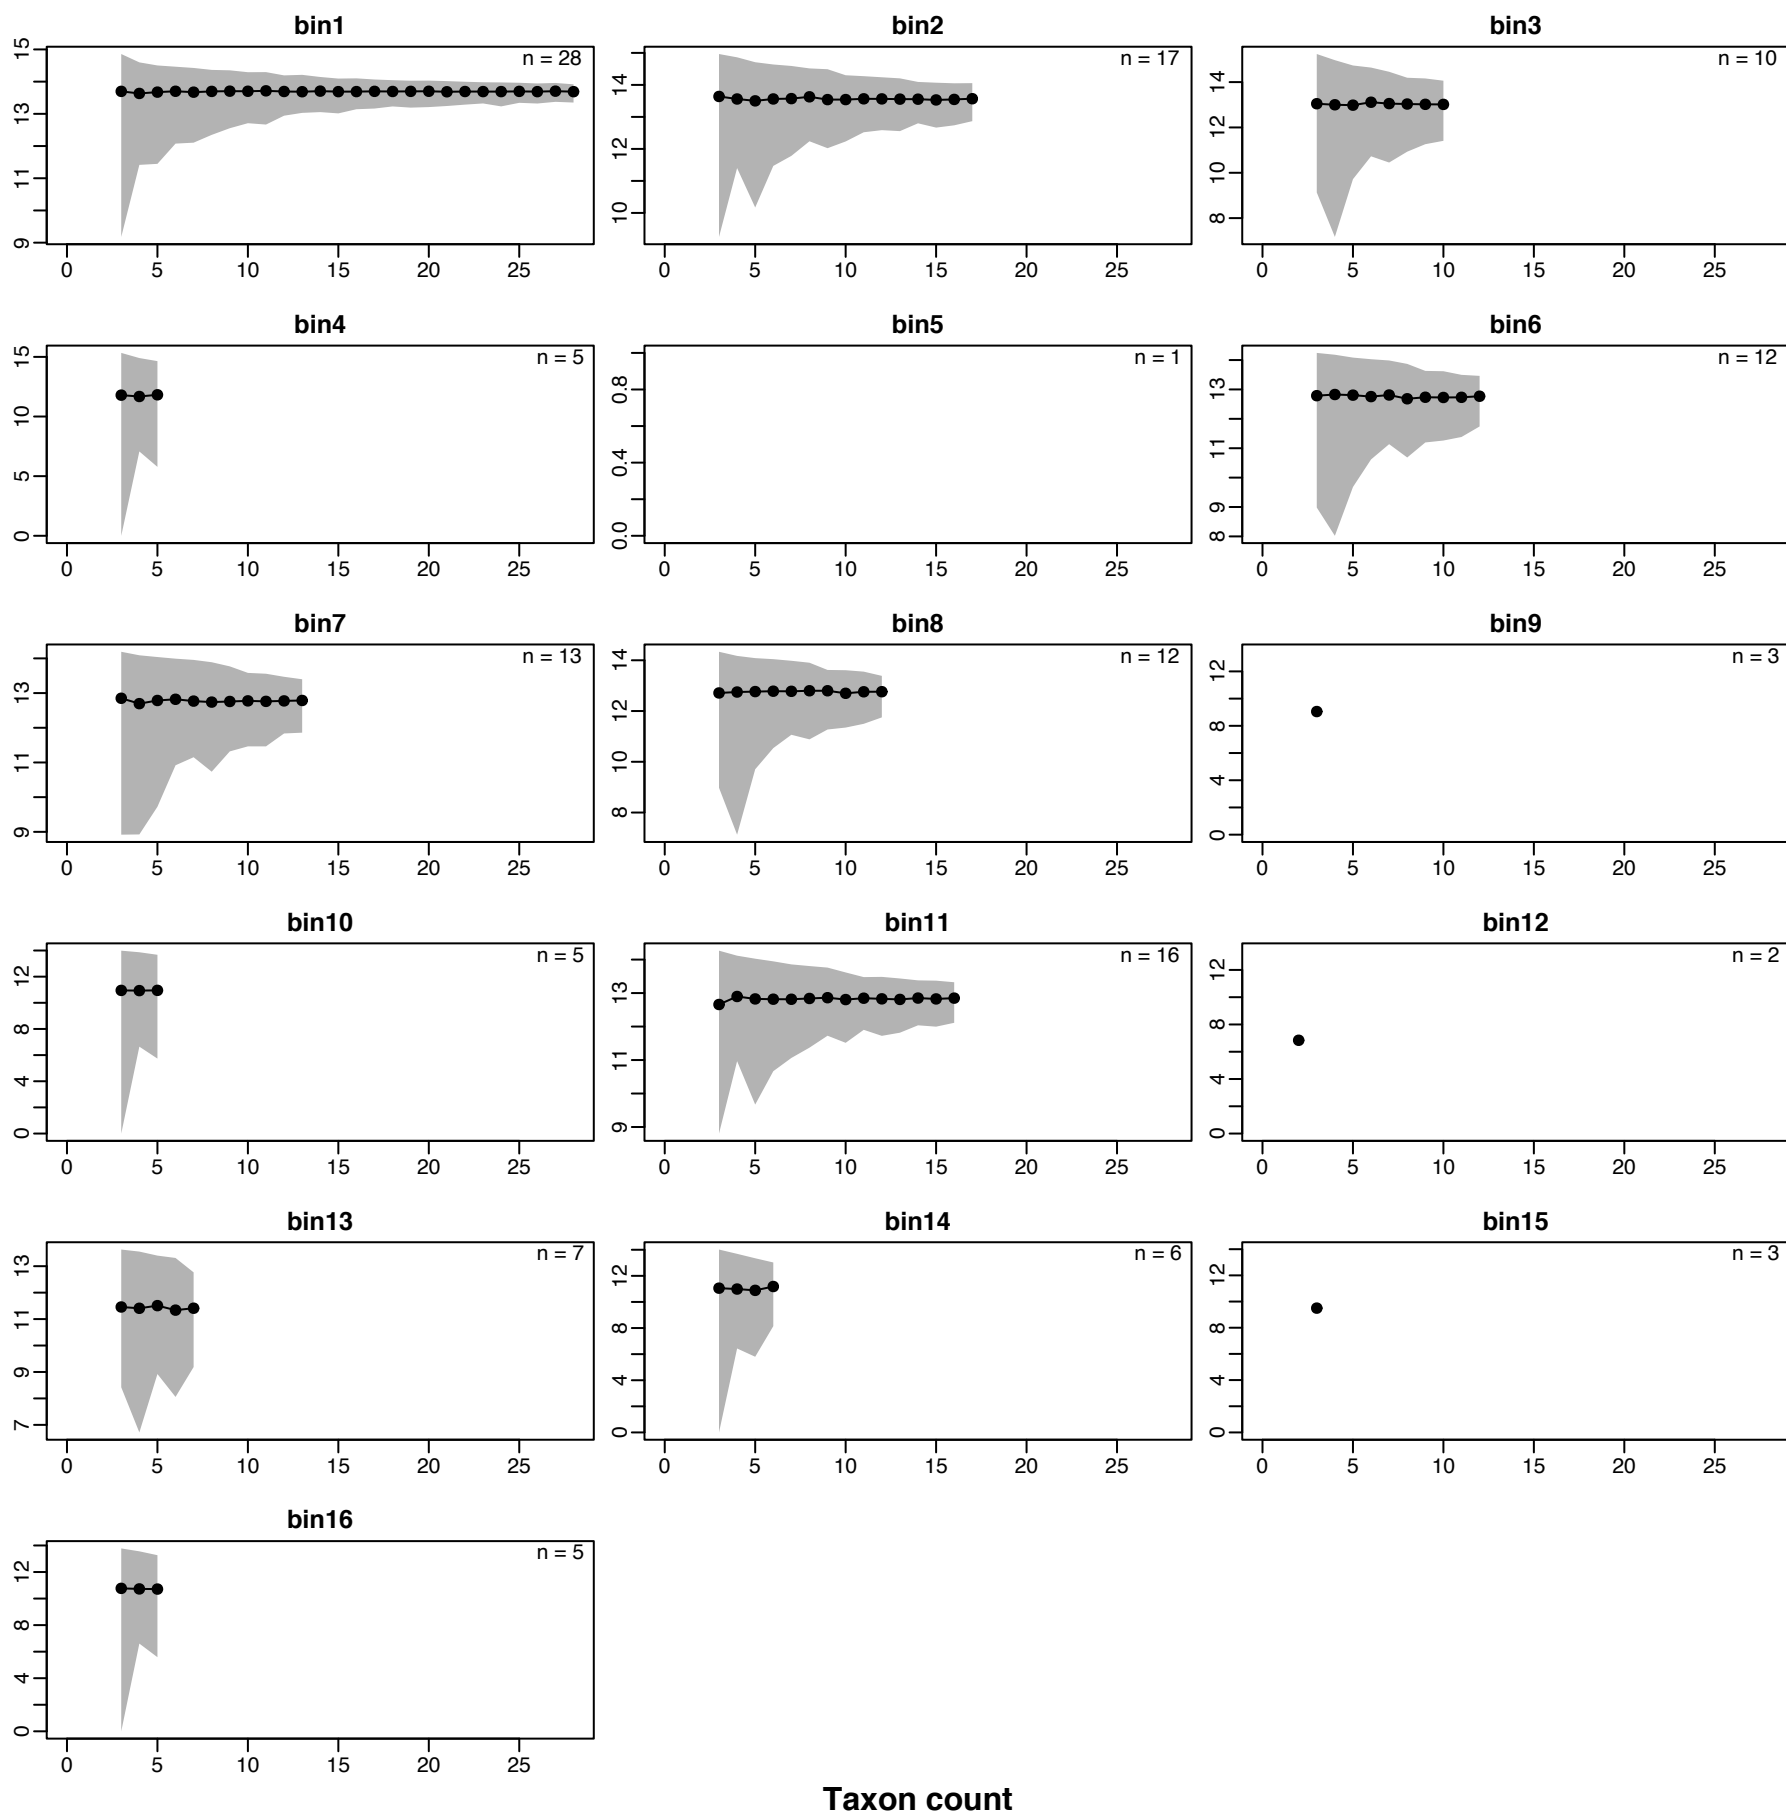 bin1 bin2 bin3
n = 28 n = 17 n = 10
15 13 11 9
14 12 10
14 12 10 8
0 5 10 15 20 25 0 5 10 15 20 25 0 5 10 15 20 25
bin4 bin5 bin6
n = 5 n = 1 n = 12
15 10 5 0
0.8 0.4 0.0
13 11 9 8
0 5 10 15 20 25 0 5 10 15 20 25 0 5 10 15 20 25
bin7 bin8 bin9
n = 13 n = 12 n = 3
13 11 9
14 12 10 8
12 8 4 0
0 5 10 15 20 25 0 5 10 15 20 25 0 5 10 15 20 25
bin10 bin11 bin12
n = 5 n = 16 n = 2
12 8 4 0
13 11 9
12 8 4 0
0 5 10 15 20 25 0 5 10 15 20 25 0 5 10 15 20 25
bin13 bin14 bin15
n = 7 n = 6 n = 3
13 11 9 7
12 8 4 0
12 8 4 0
0 5 10 15 20 25 0 5 10 15 20 25 0 5 10 15 20 25
bin16
n = 5
12 8 4 0
0 5 10 15 20 25
Taxon count